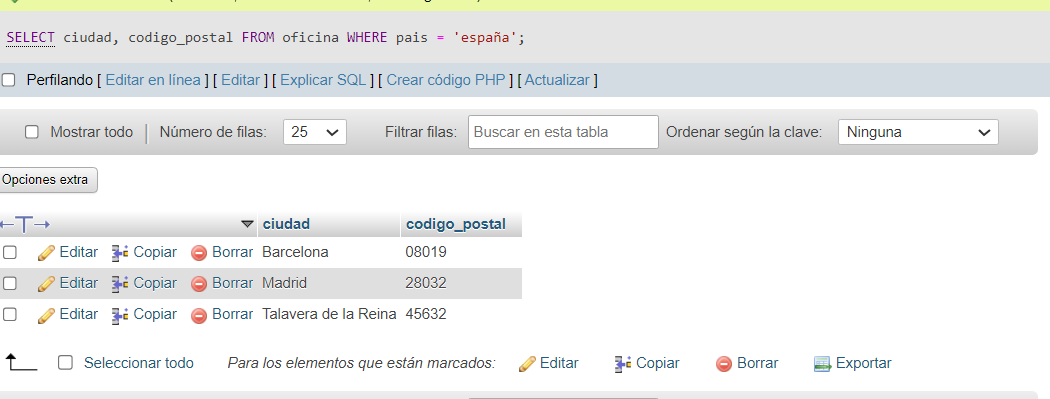 SELECT ciudad, codigo_postal FROM oficina WHERE pais = 'españa';
Perfilando [ Editar en línea ] [ Editar ] [ Explicar SQL ] [ Crear código PHP ] [ Actualizar ]
Mostrar todo | Número de filas: 25 Filtrar filas: Buscar en esta tabla Ordenar según la clave: Ninguna
Opciones extra
←T→ ciudad codigo_postal
Editar Copiar Borrar Barcelona 08019
Editar Copiar Borrar Madrid 28032
Editar Copiar Borrar Talavera de la Reina 45632
Seleccionar todo Para los elementos que están marcados: Editar Copiar Borrar Exportar